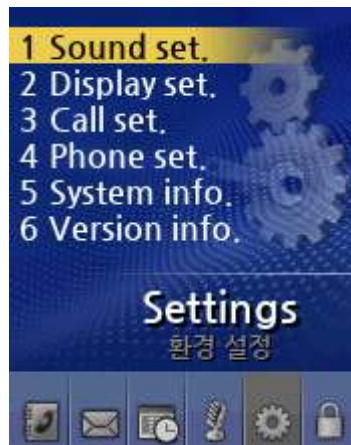 1 Sound set.
2 Display set.
3 Call set.
4 Phone set.
5 System info.
6 Version info.
Settings
환경 설정